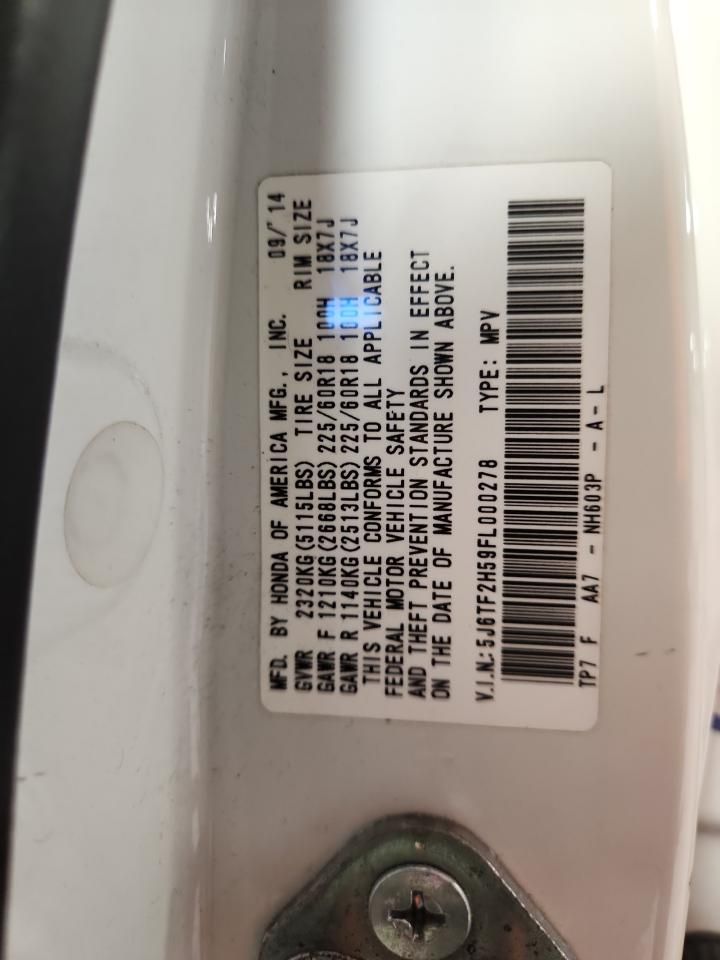 MFD. BY HONDA OF AMERICA MFG., INC. 09/'14
GVWR 2320KG(5115LBS) TIRE SIZE RIM SIZE
GAWR F 1210KG(2668LBS) 225/60R18 100H 18X7J
GAWR R 1140KG(2513LBS) 225/60R18 100H 18X7J
THIS VEHICLE CONFORMS TO ALL APPLICABLE
FEDERAL MOTOR VEHICLE SAFETY
AND THEFT PREVENTION STANDARDS IN EFFECT
ON THE DATE OF MANUFACTURE SHOWN ABOVE.
V.I.N.: 5J6TF2H59FL000278 TYPE: MPV
TP7 F AA7 - NH603P - A - L